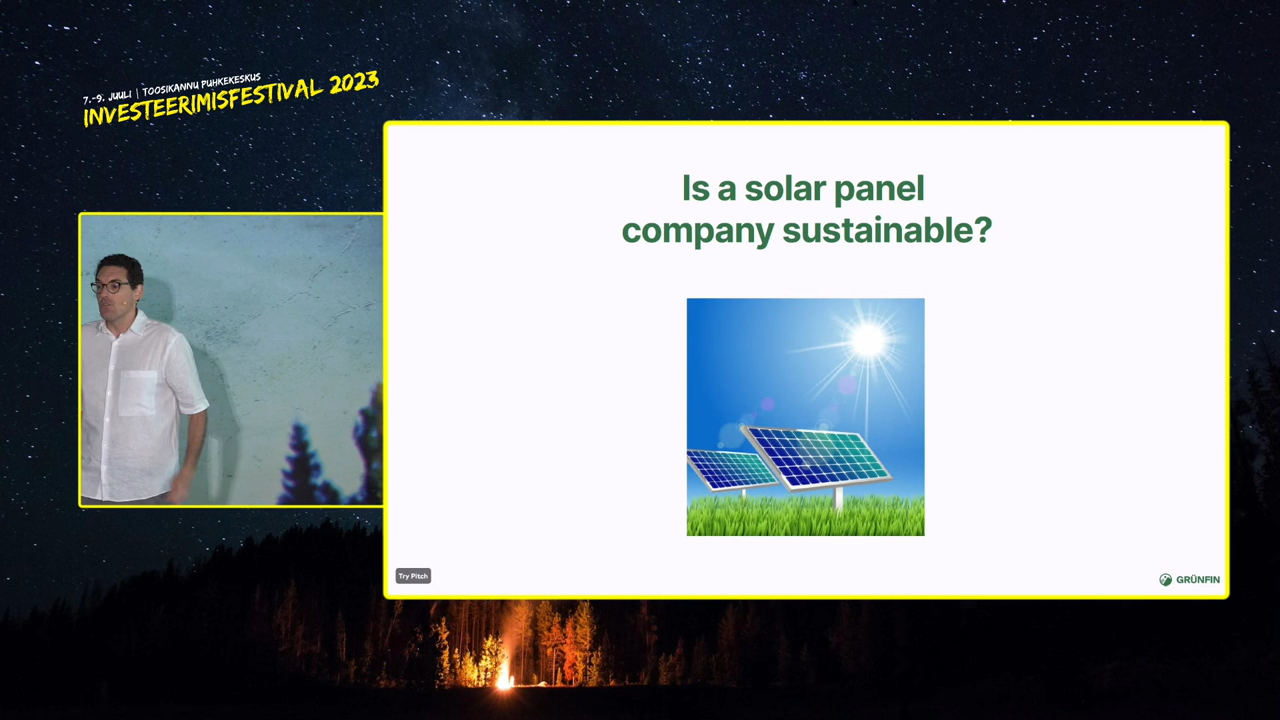 7.-9. JUULI | TOOSIKANNU PUHKEKESKUS
INVESTEERIMISFESTIVAL 2023
Is a solar panel
company sustainable?
Try Pitch
GRÜNFIN